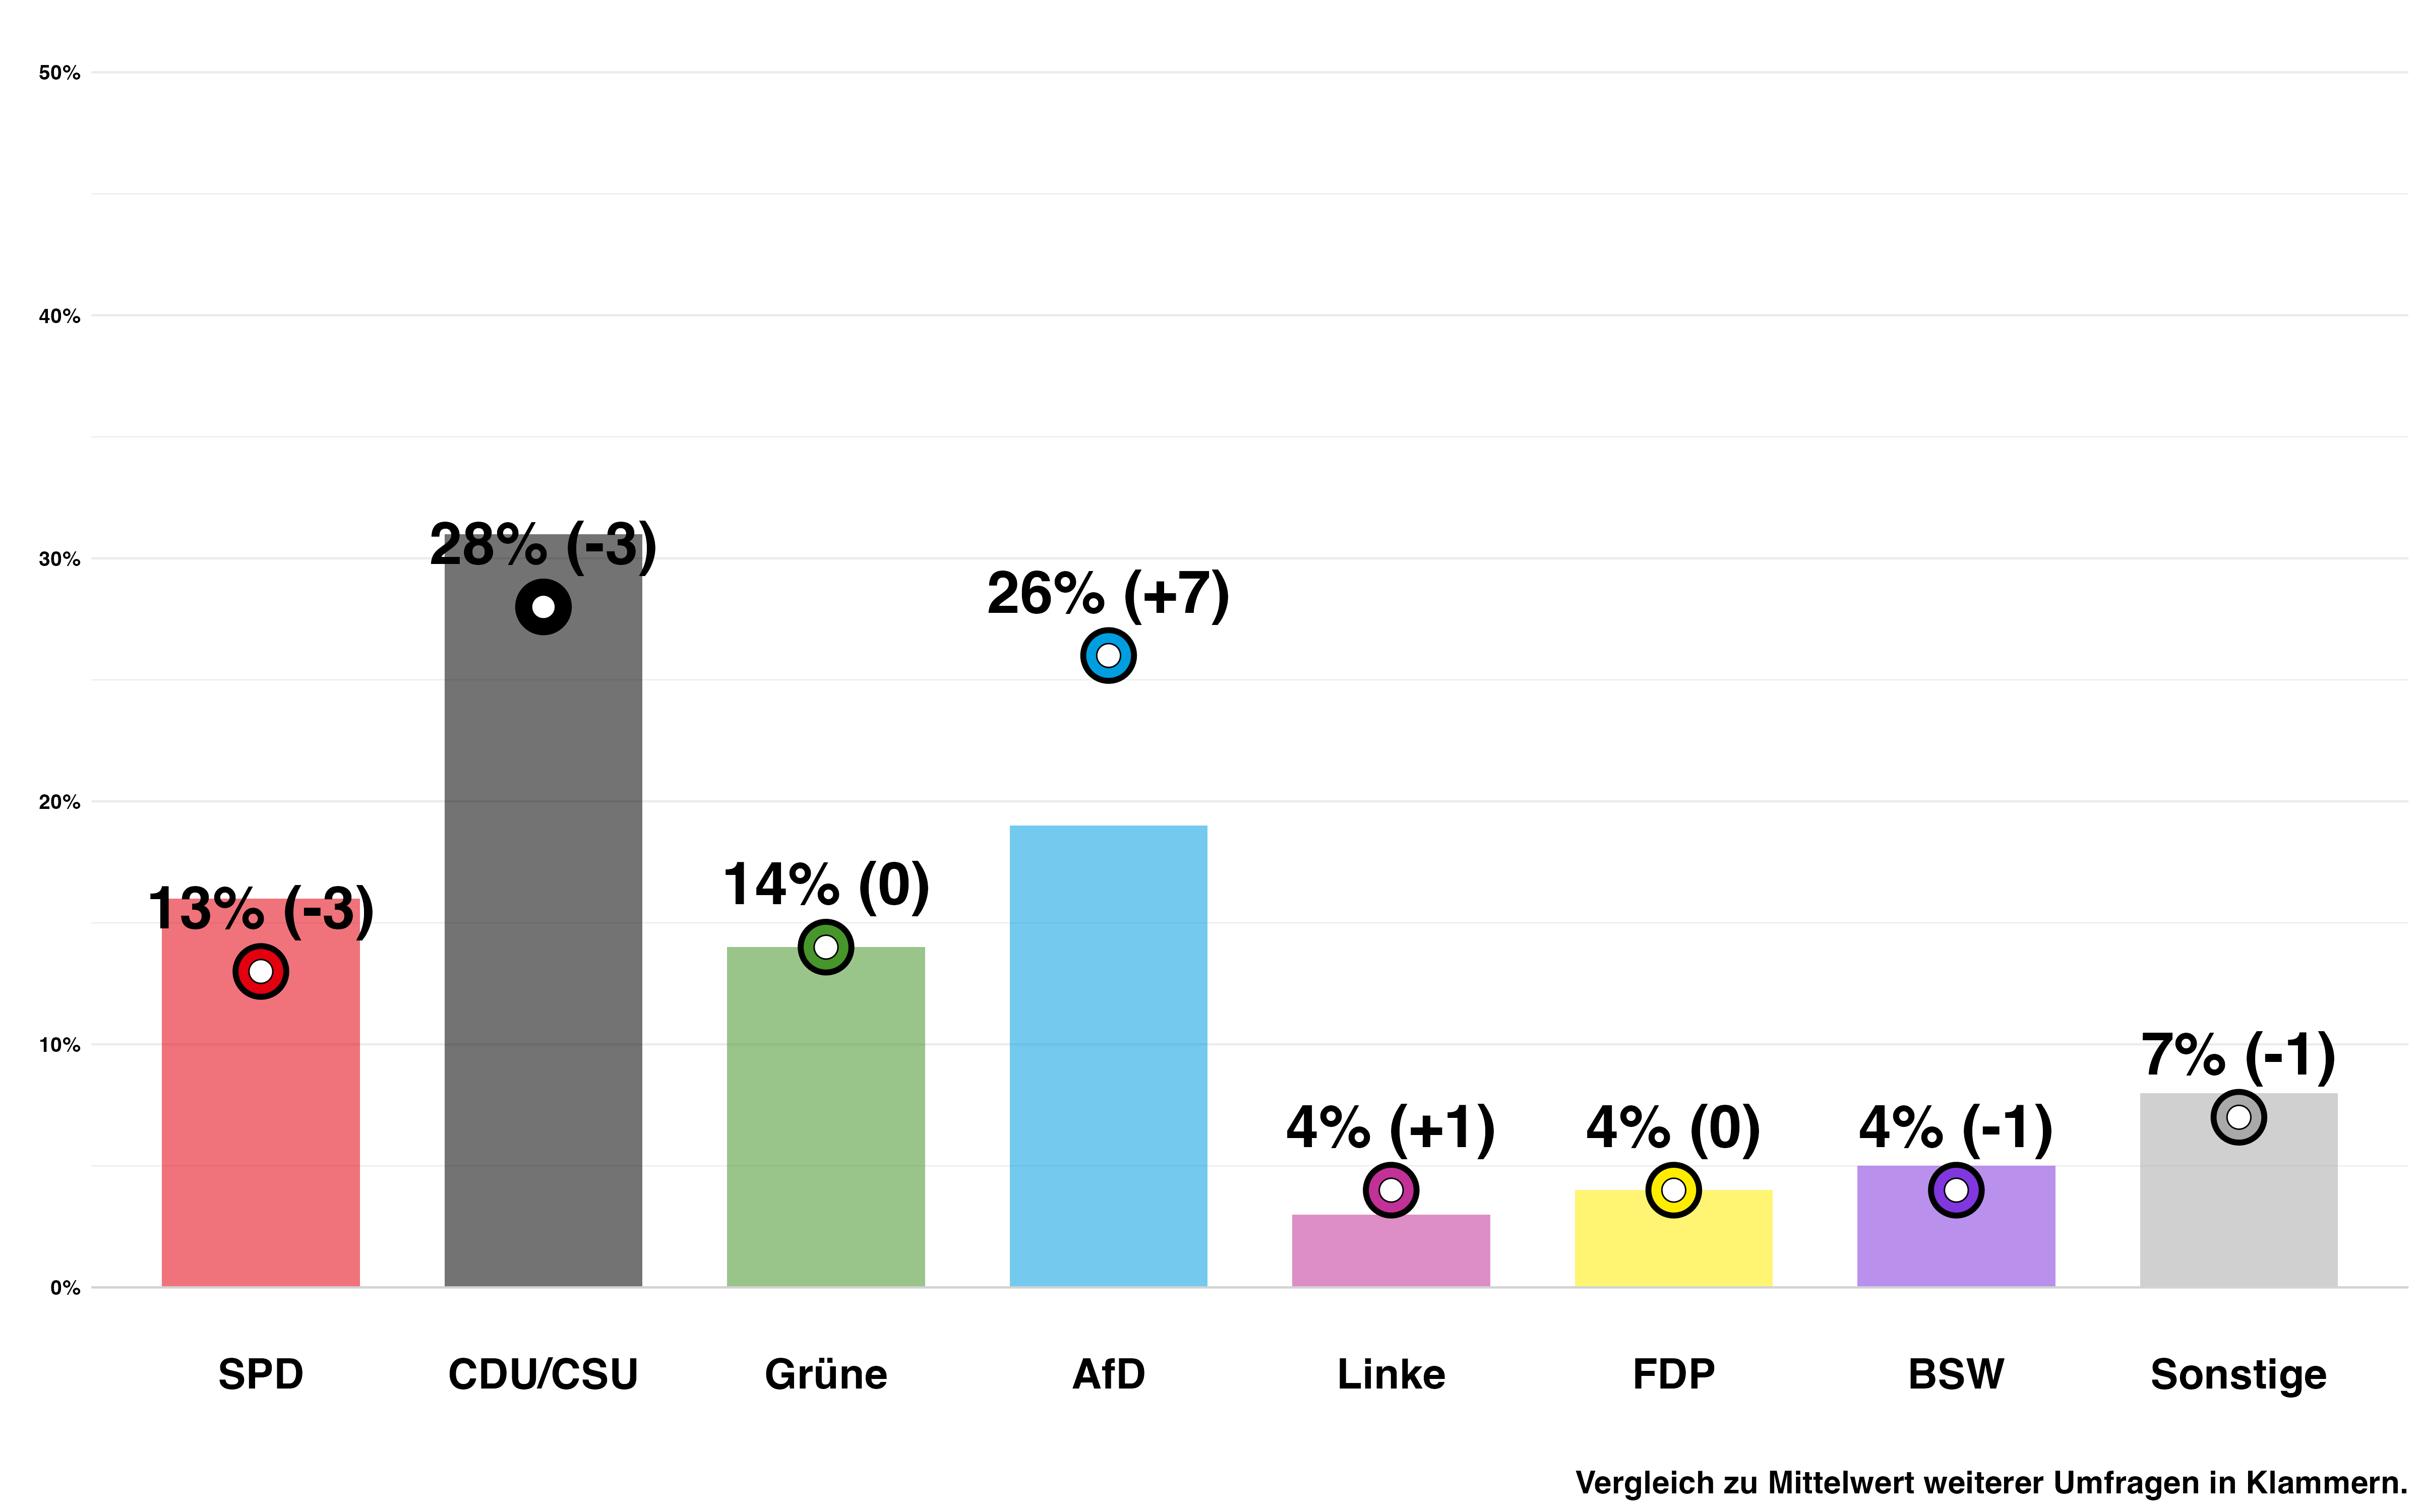 50%
40%
30%
20%
10%
0%
13% (-3)
28% (-3)
14% (0)
26% (+7)
4% (+1)
4% (0)
4% (-1)
7% (-1)
SPD
CDU/CSU
Grüne
AfD
Linke
FDP
BSW
Sonstige
Vergleich zu Mittelwert weiterer Umfragen in Klammern.